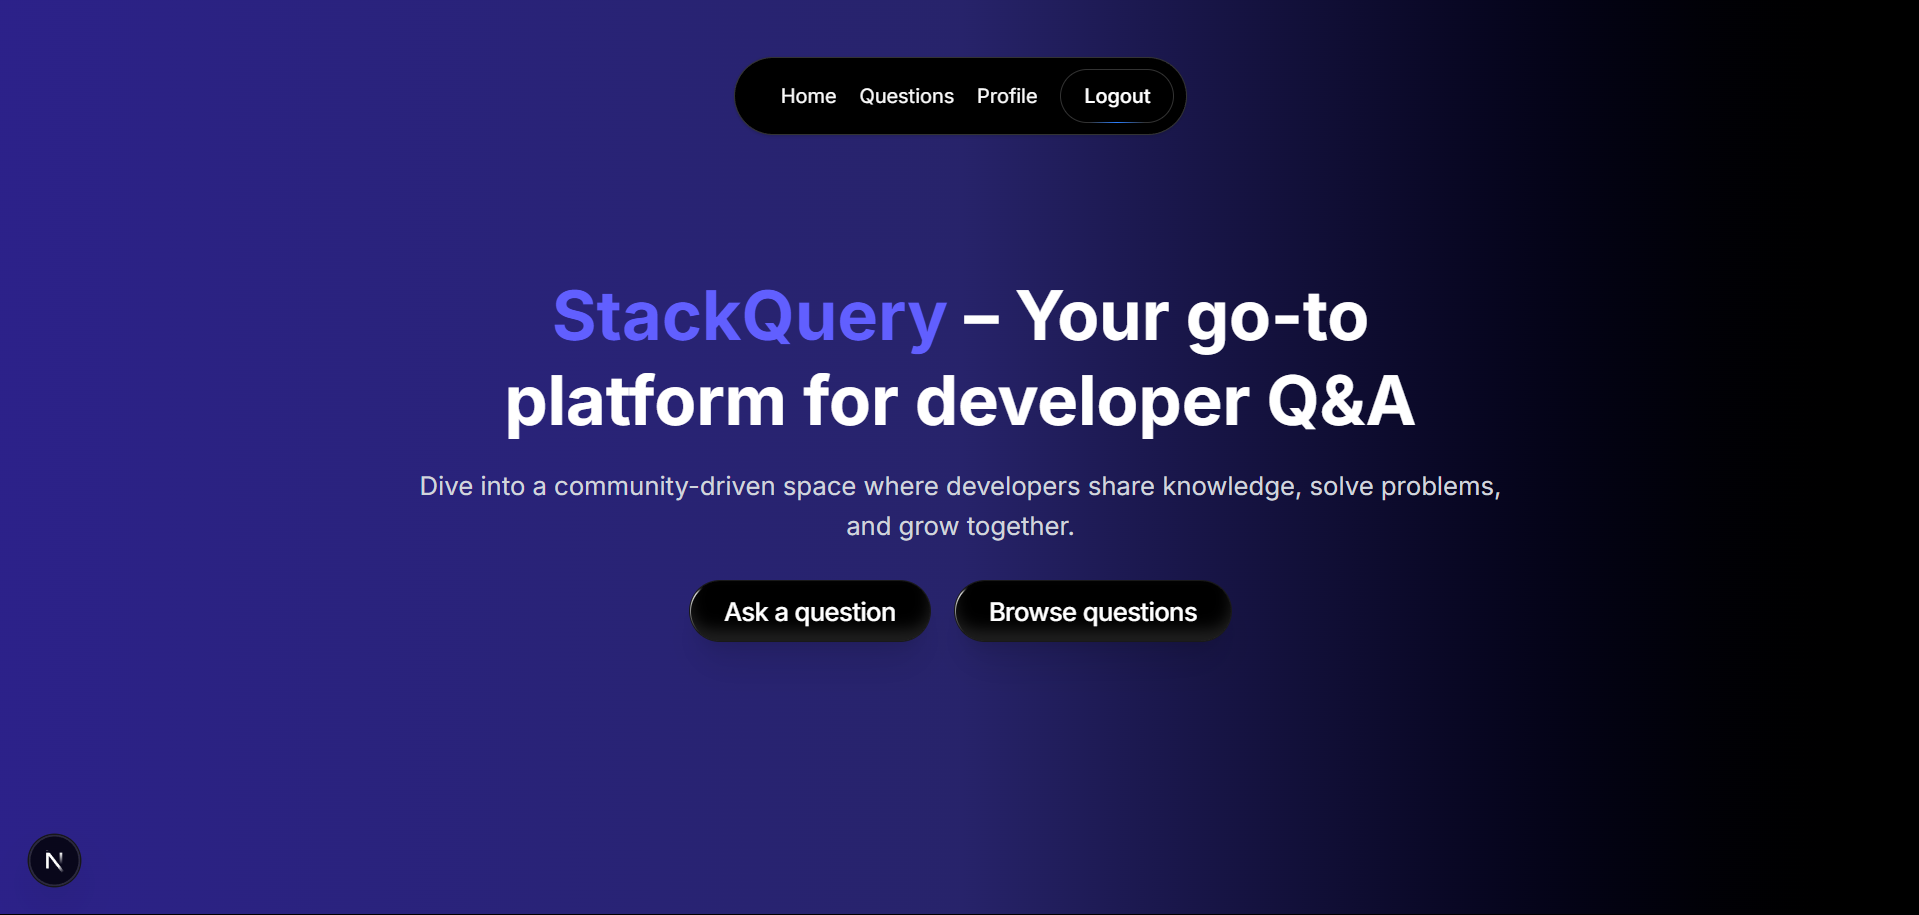 Home Questions Profile Logout
StackQuery – Your go-to
platform for developer Q&A
Dive into a community-driven space where developers share knowledge, solve problems,
and grow together.
Ask a question Browse questions
N